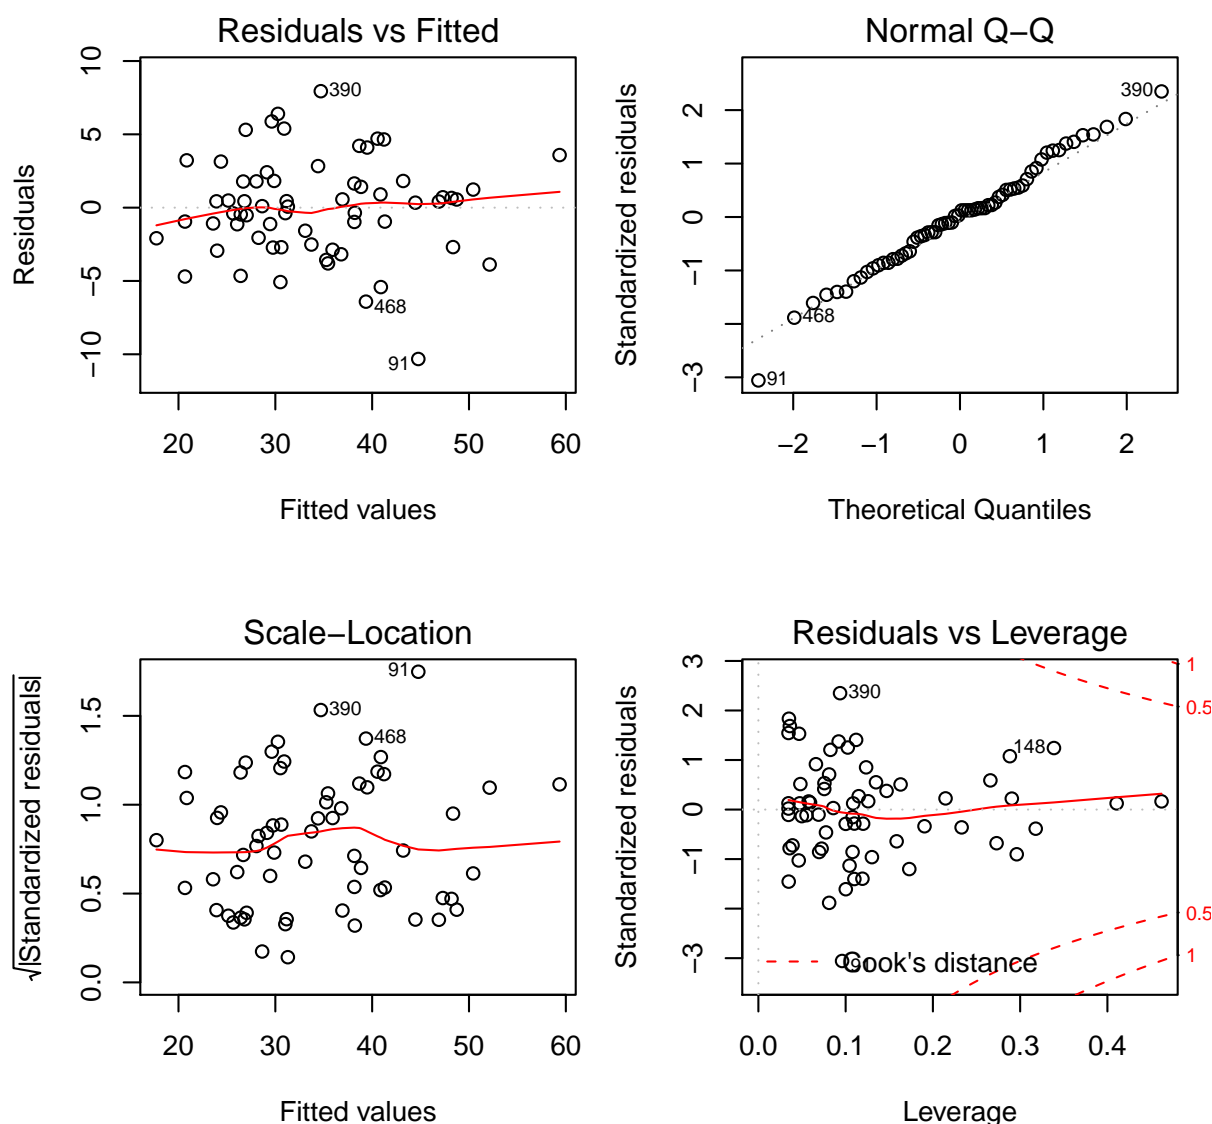 Residuals vs Fitted
Residuals
10
5
0
−5
−10
390
468
91
20 30 40 50 60
Fitted values
Normal Q−Q
Standardized residuals
2
1
0
−1
−3
390
468
91
−2 −1 0 1 2
Theoretical Quantiles
Scale−Location
√|Standardized residuals|
1.5
1.0
0.5
0.0
91
390
468
20 30 40 50 60
Fitted values
Residuals vs Leverage
Standardized residuals
3
2
1
0
−1
−3
390
148
91
Cook's distance
1
0.5
0.5
1
0.0 0.1 0.2 0.3 0.4
Leverage